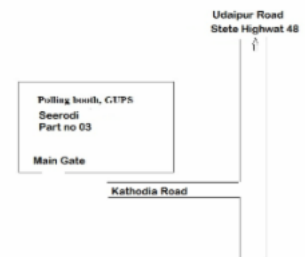 Udaipur Road
Stete Highwat 48
Polling booth, GUPS
Seerodi
Part no 03
Main Gate
Kathodia Road